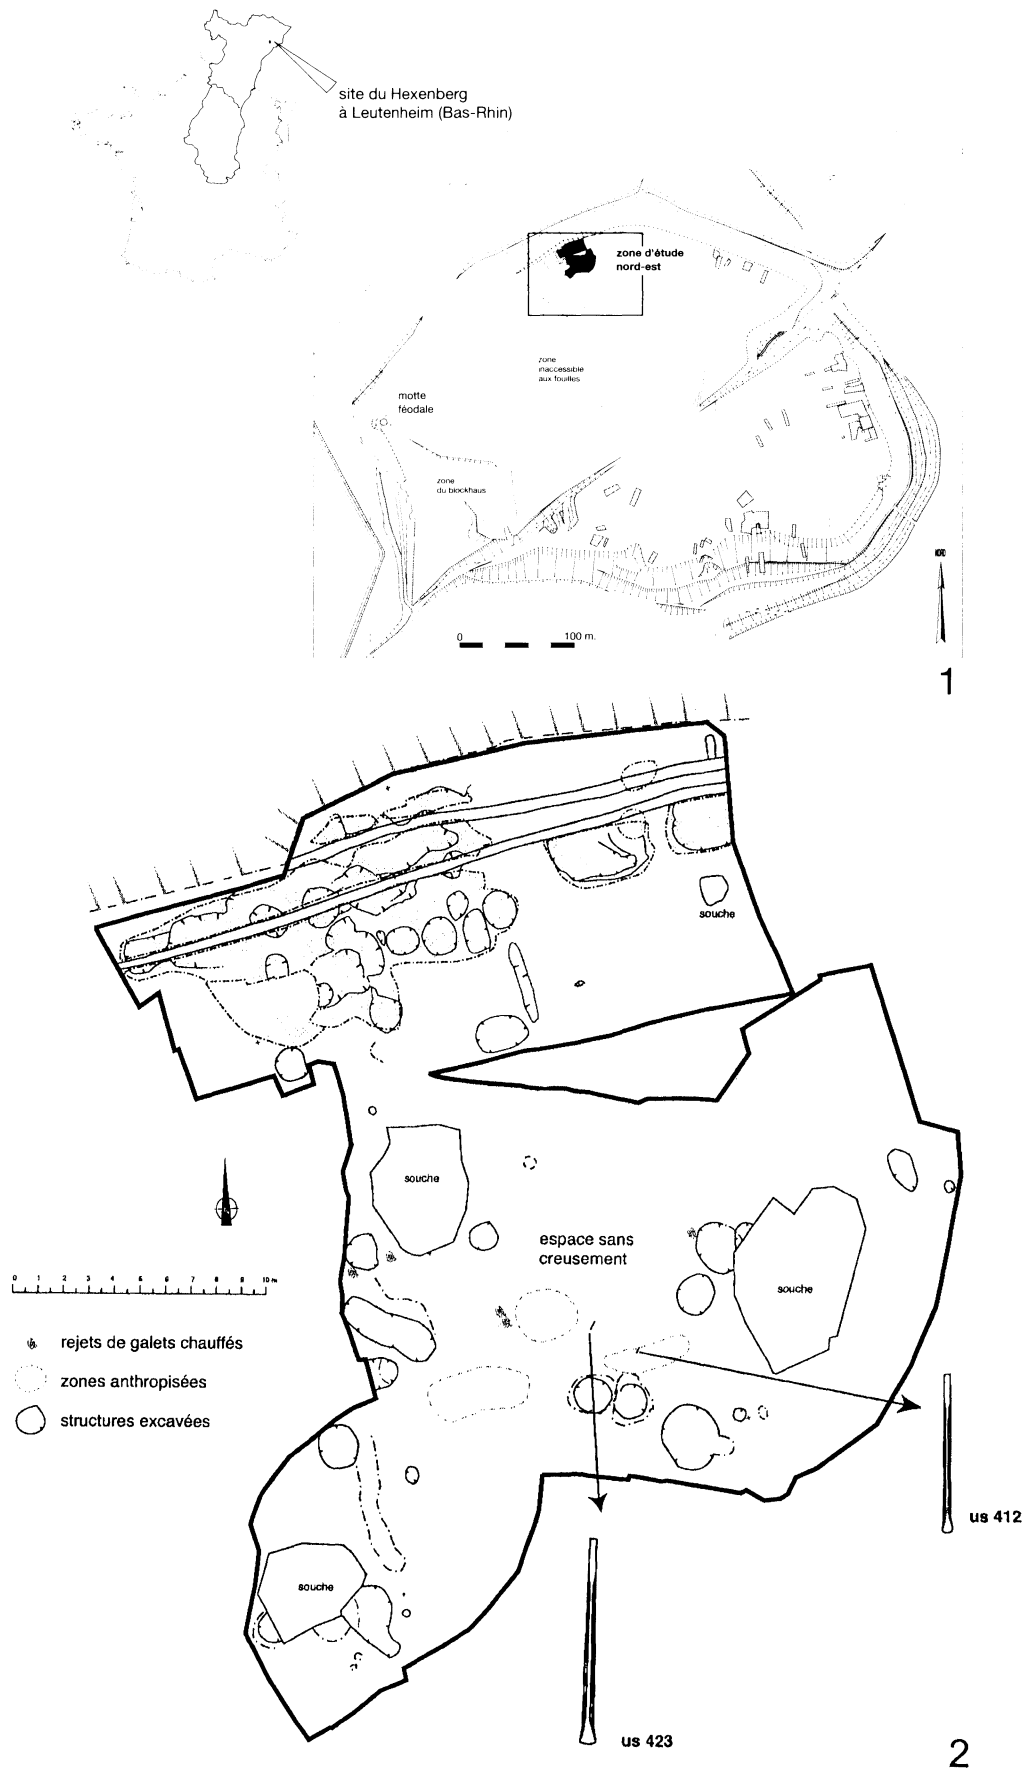 site du Hexenberg
à Leutenheim (Bas-Rhin)
zone d'étude
nord-est
zone
inaccessible
aux fouilles
motte
féodale
zone
du blockhaus
NORD
0 100 m.
1
souche
souche
espace sans
creusement
souche
0 1 2 3 4 5 6 7 8 9 10 m
rejets de galets chauffés
zones anthropisées
structures excavées
us 412
souche
us 423
2